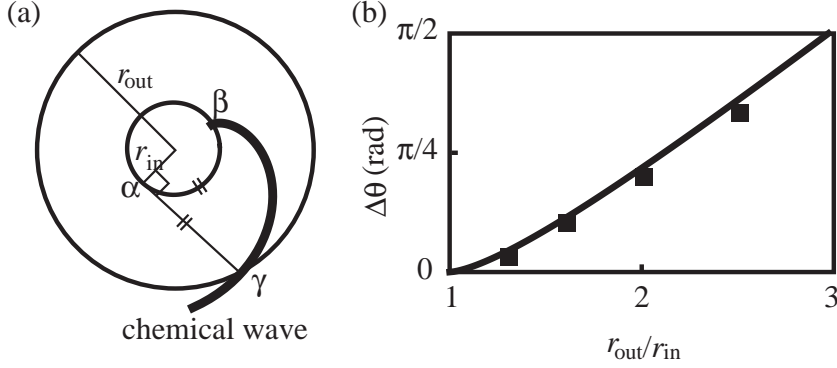 (a)
r_out
β
r_in
α
γ
chemical wave
(b)
π/2
π/4
0
Δθ (rad)
1 2 3
r_out/r_in